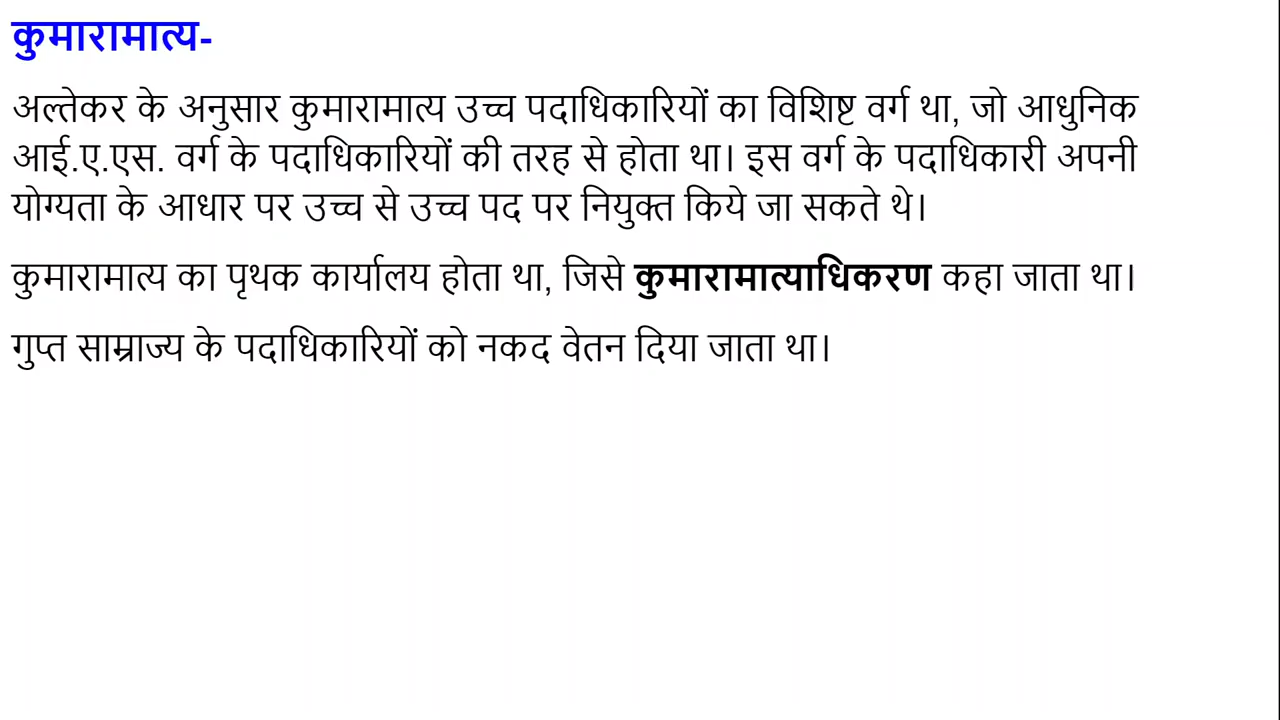 कुमारामात्य-
अल्तेकर के अनुसार कुमारामात्य उच्च पदाधिकारियों का विशिष्ट वर्ग था, जो आधुनिक
आई.ए.एस. वर्ग के पदाधिकारियों की तरह से होता था। इस वर्ग के पदाधिकारी अपनी
योग्यता के आधार पर उच्च से उच्च पद पर नियुक्त किये जा सकते थे।
कुमारामात्य का पृथक कार्यालय होता था, जिसे कुमारामात्याधिकरण कहा जाता था।
गुप्त साम्राज्य के पदाधिकारियों को नकद वेतन दिया जाता था।